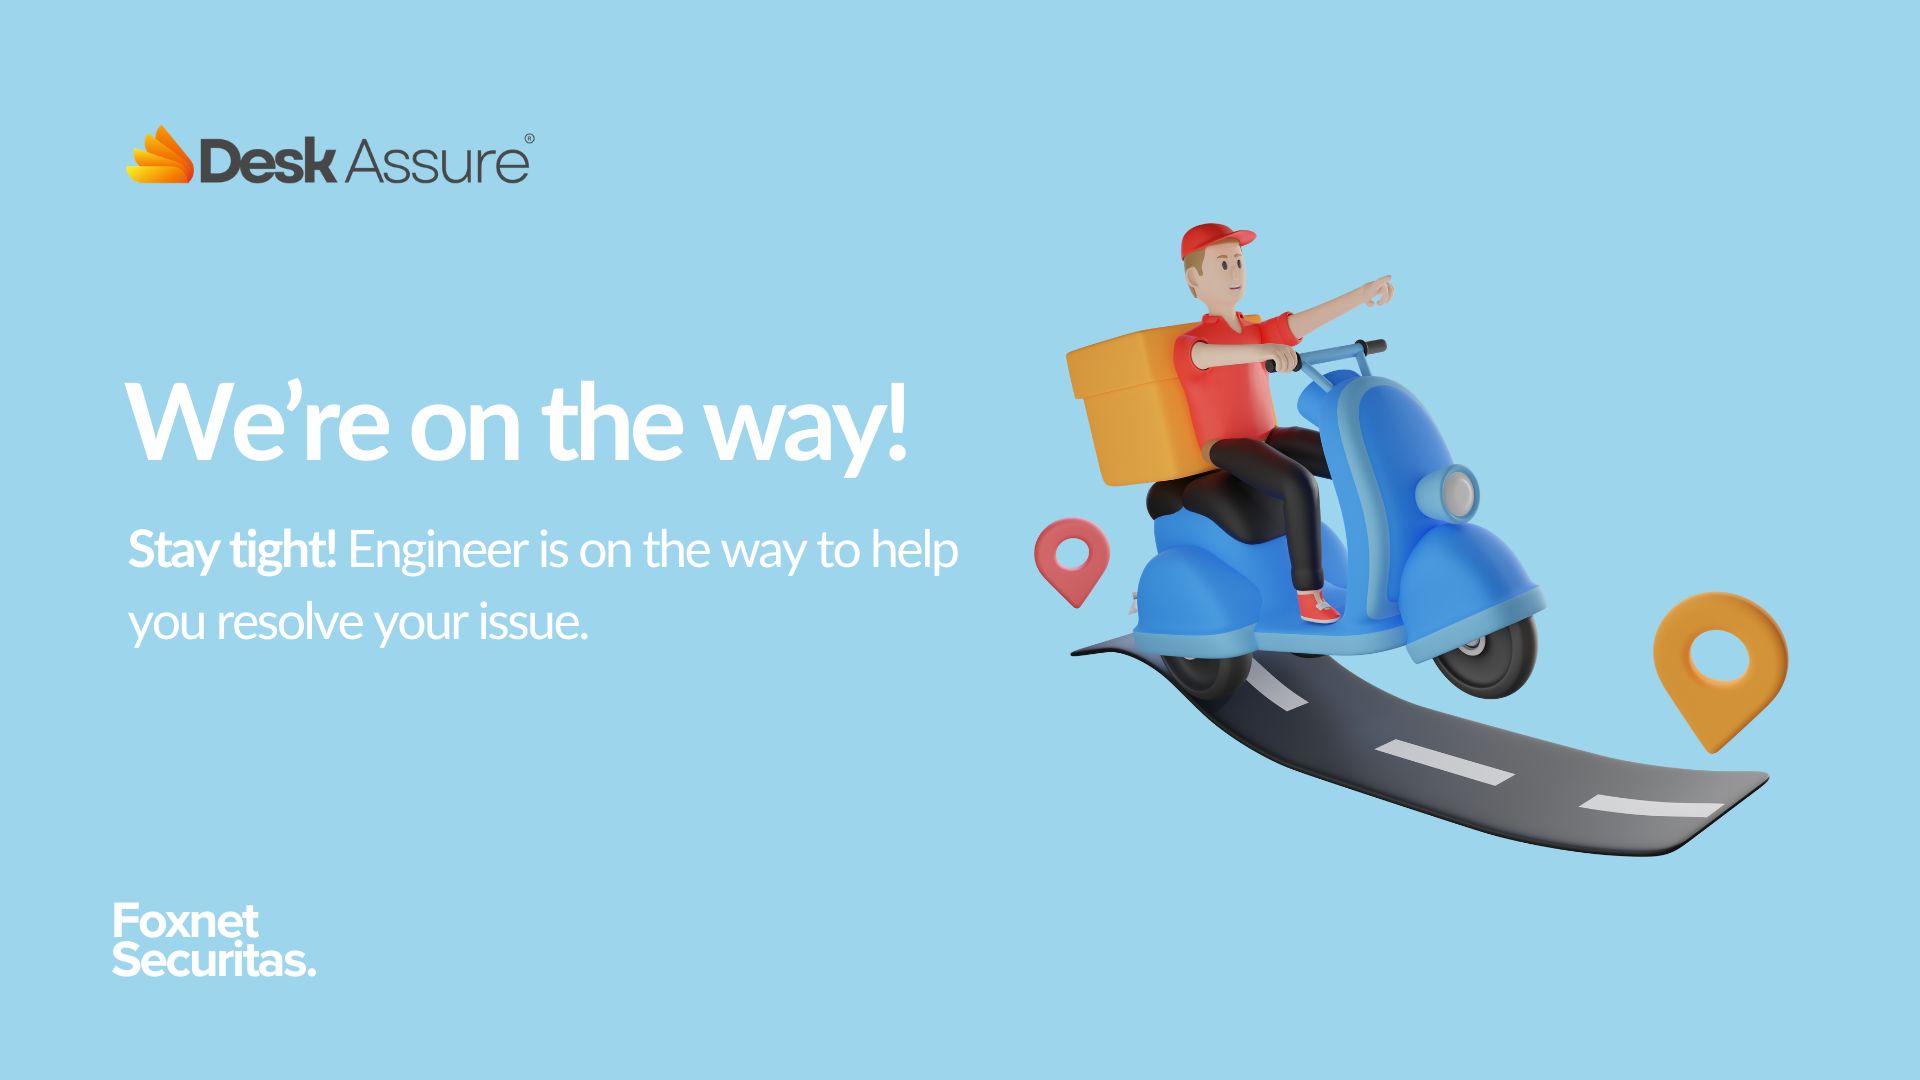 Desk Assure®
We’re on the way!
Stay tight! Engineer is on the way to help
you resolve your issue.
Foxnet
Securitas.